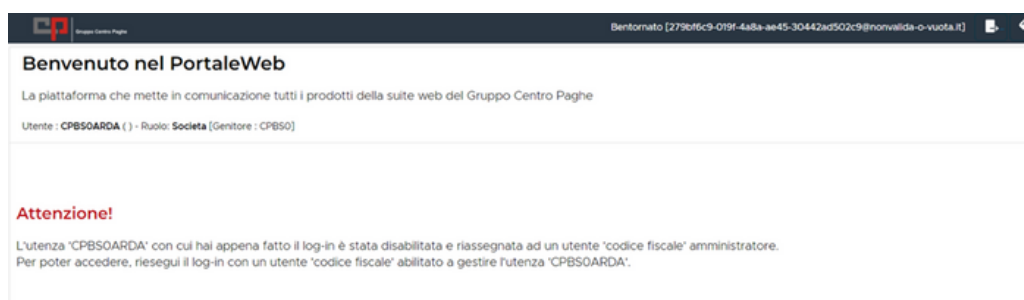 Gruppo Centro Paghe
Bentornato [279bf6c9-019f-4a8a-ae45-30442ad502c9@nonvalida-o-vuota.it]
Benvenuto nel PortaleWeb
La piattaforma che mette in comunicazione tutti i prodotti della suite web del Gruppo Centro Paghe
Utente : CPBS0ARDA ( ) - Ruolo: Societa [Genitore : CPBS0]
Attenzione!
L'utenza 'CPBS0ARDA' con cui hai appena fatto il log-in è stata disabilitata e riassegnata ad un utente 'codice fiscale' amministratore.
Per poter accedere, riesegui il log-in con un utente 'codice fiscale' abilitato a gestire l'utenza 'CPBS0ARDA'.